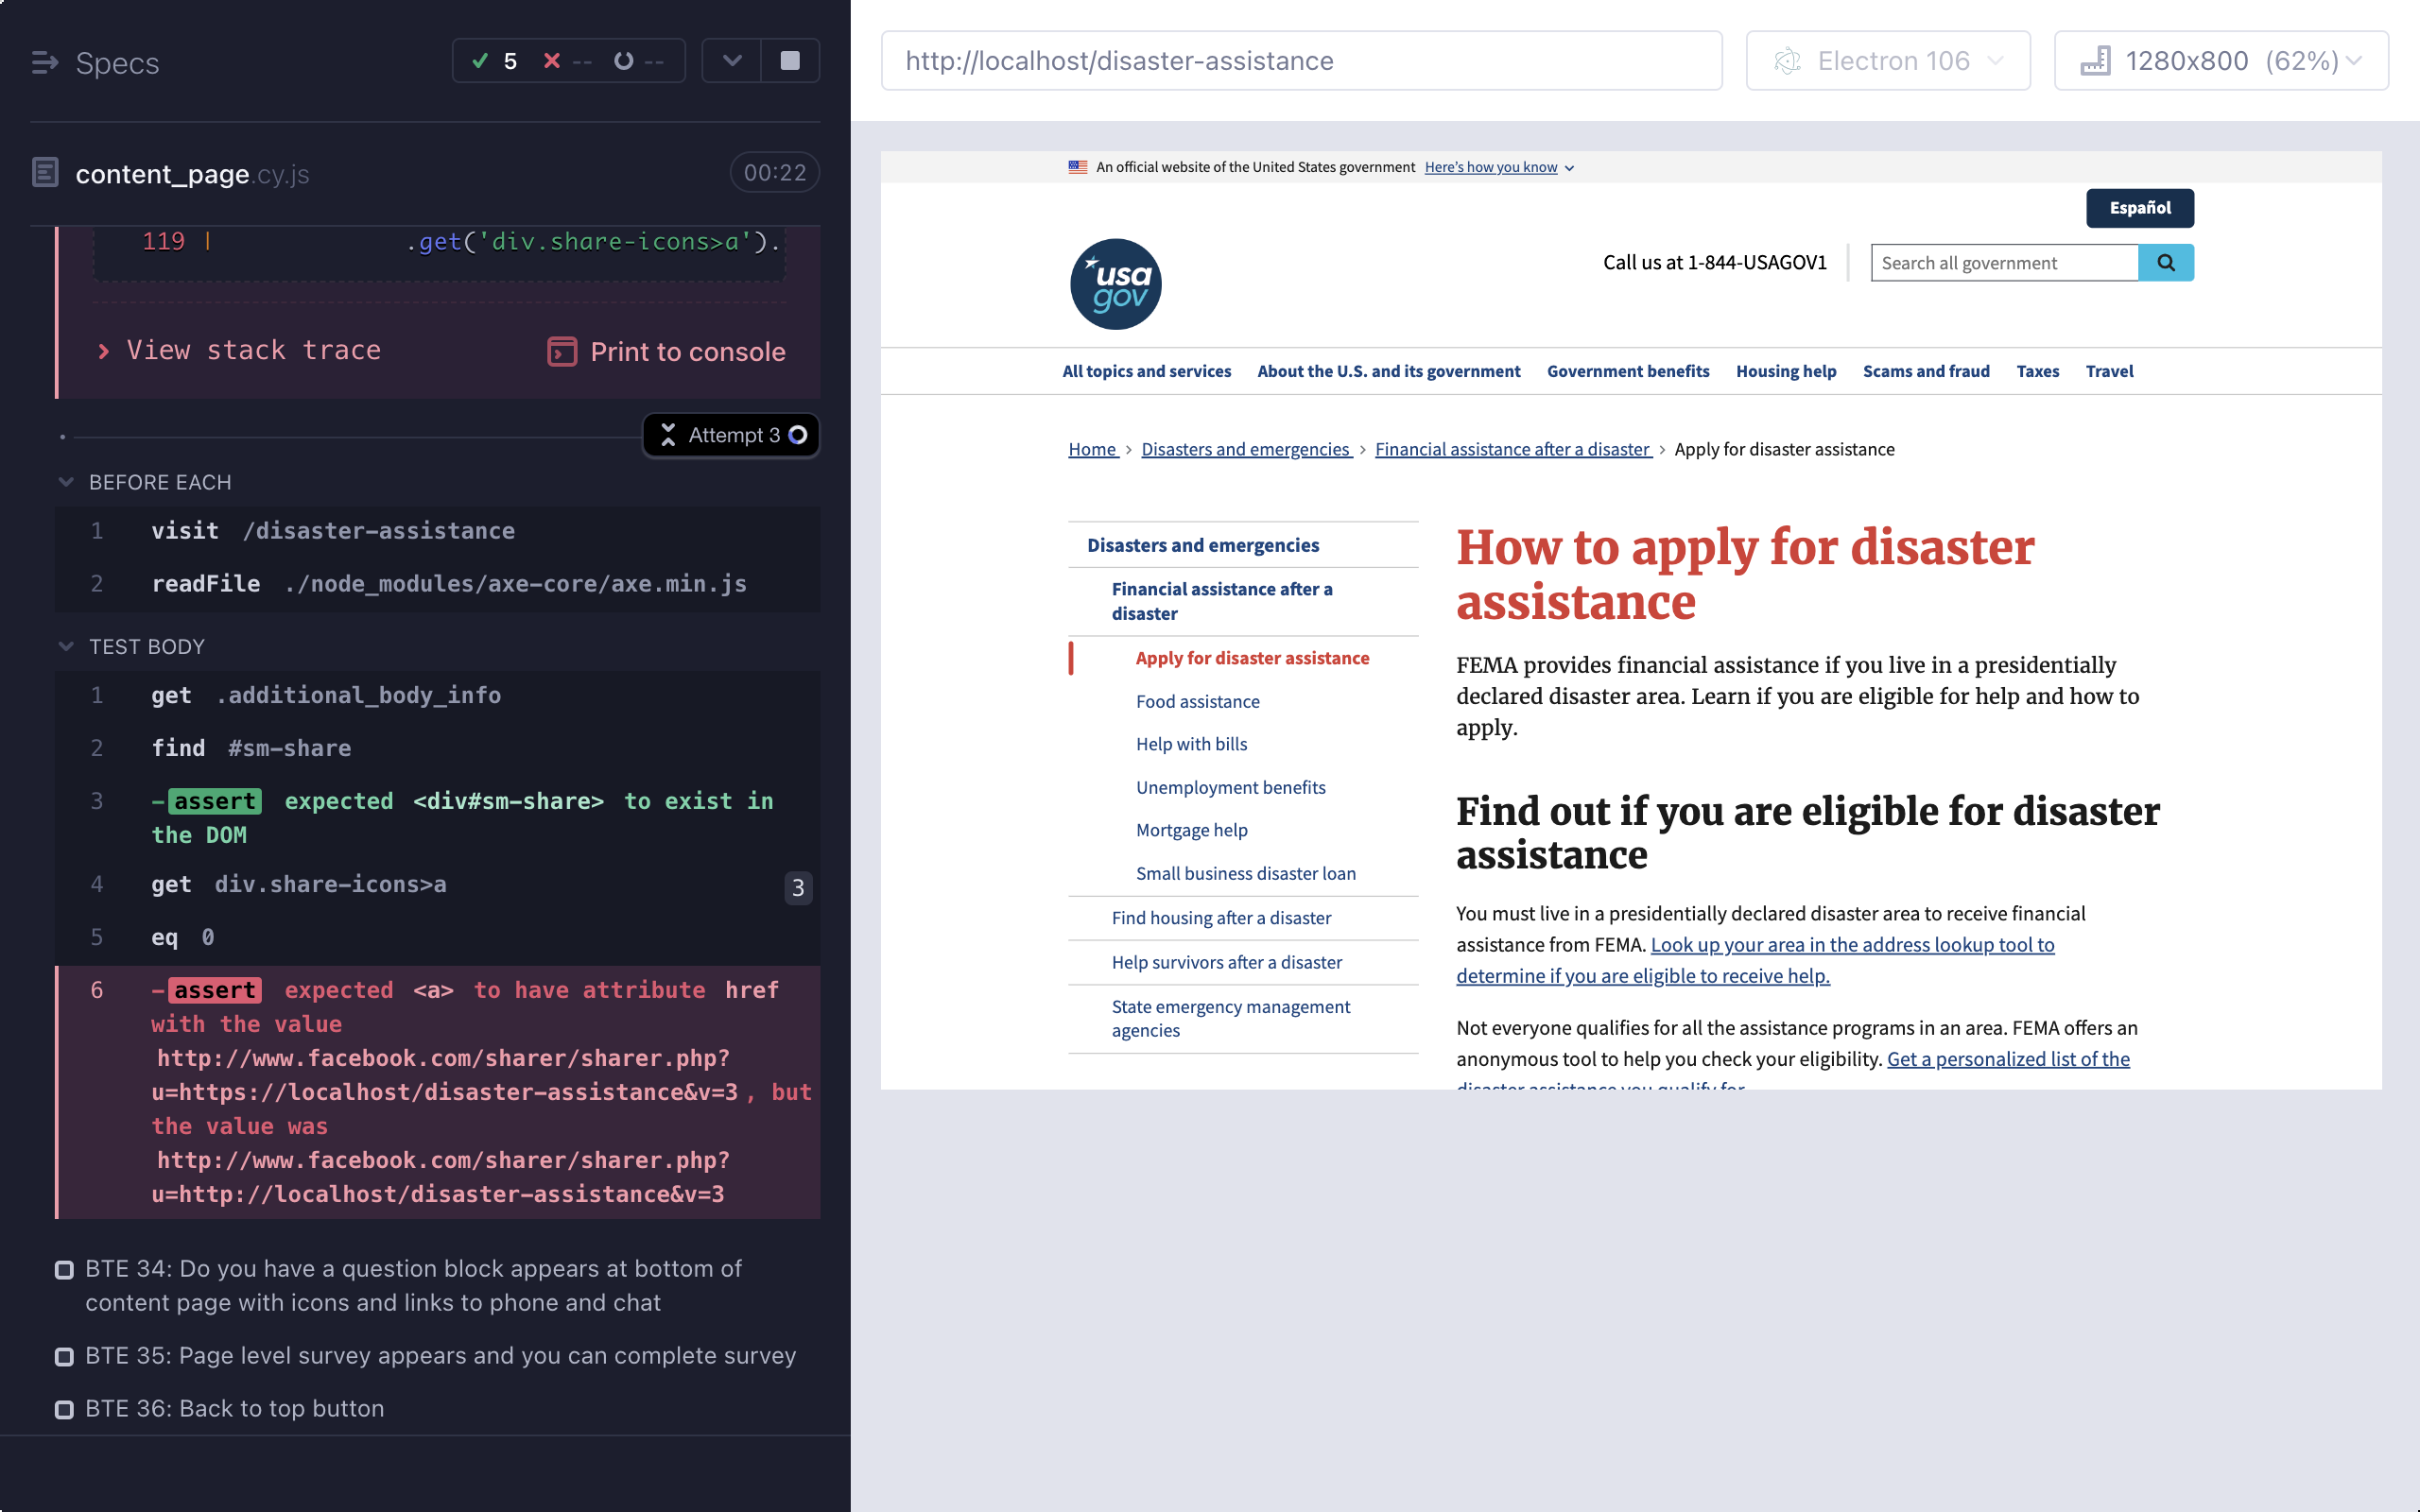 Specs
5
--
--
content_page.cy.js
00:22
119 | .get('div.share-icons>a').
View stack trace
Print to console
Attempt 3
BEFORE EACH
1 visit /disaster-assistance
2 readFile ./node_modules/axe-core/axe.min.js
TEST BODY
1 get .additional_body_info
2 find #sm-share
3 -assert expected <div#sm-share> to exist in
the DOM
4 get div.share-icons>a 3
5 eq 0
6 -assert expected <a> to have attribute href
with the value
http://www.facebook.com/sharer/sharer.php?
u=https://localhost/disaster-assistance&v=3, but
the value was
http://www.facebook.com/sharer/sharer.php?
u=http://localhost/disaster-assistance&v=3
BTE 34: Do you have a question block appears at bottom of
content page with icons and links to phone and chat
BTE 35: Page level survey appears and you can complete survey
BTE 36: Back to top button
http://localhost/disaster-assistance
Electron 106
1280x800 (62%)
An official website of the United States government Here's how you know
Español
usa
gov
Call us at 1-844-USAGOV1
Search all government
All topics and services About the U.S. and its government Government benefits Housing help Scams and fraud Taxes Travel
Home › Disasters and emergencies › Financial assistance after a disaster › Apply for disaster assistance
Disasters and emergencies
Financial assistance after a
disaster
Apply for disaster assistance
Food assistance
Help with bills
Unemployment benefits
Mortgage help
Small business disaster loan
Find housing after a disaster
Help survivors after a disaster
State emergency management
agencies
How to apply for disaster
assistance
FEMA provides financial assistance if you live in a presidentially
declared disaster area. Learn if you are eligible for help and how to
apply.
Find out if you are eligible for disaster
assistance
You must live in a presidentially declared disaster area to receive financial
assistance from FEMA. Look up your area in the address lookup tool to
determine if you are eligible to receive help.
Not everyone qualifies for all the assistance programs in an area. FEMA offers an
anonymous tool to help you check your eligibility. Get a personalized list of the
disaster assistance you qualify for